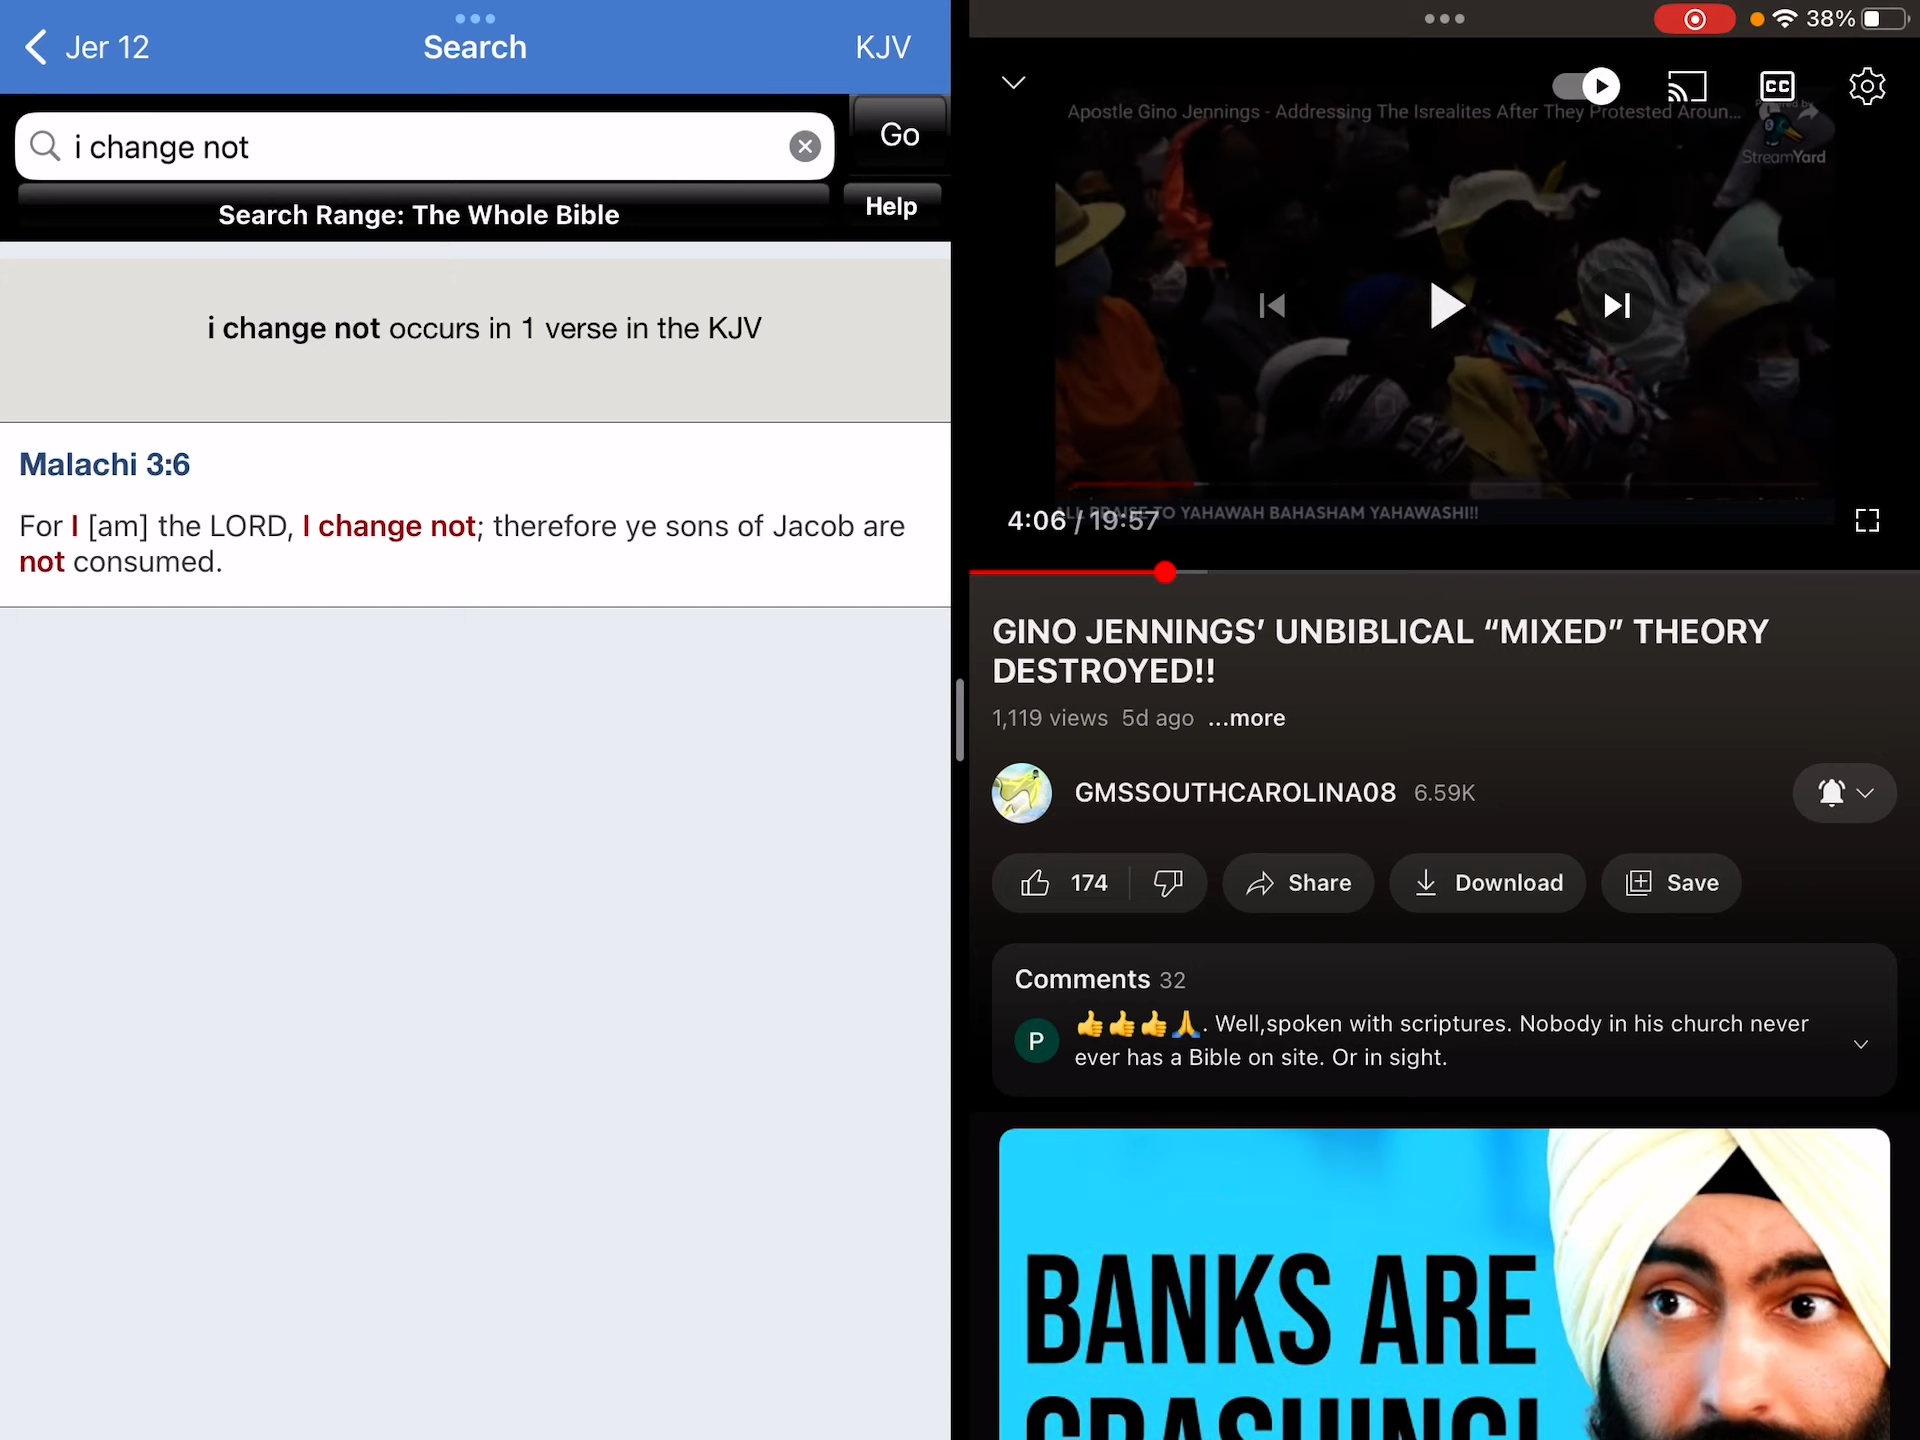 Jer 12
Search
KJV
i change not
Go
Search Range: The Whole Bible
Help
i change not occurs in 1 verse in the KJV
Malachi 3:6
For I [am] the LORD, I change not; therefore ye sons of Jacob are
not consumed.
38%
CC
Apostle Gino Jennings - Addressing The Isrealites After They Protested Aroun...
StreamYard
4:06 / 19:57
ALL PRAISE TO YAHAWAH BAHASHAM YAHAWASHI!!
GINO JENNINGS’ UNBIBLICAL “MIXED” THEORY
DESTROYED!!
1,119 views 5d ago ...more
GMSSOUTHCAROLINA08 6.59K
174
Share
Download
Save
Comments 32
P
👍👍👍🙏. Well,spoken with scriptures. Nobody in his church never
ever has a Bible on site. Or in sight.
BANKS ARE
CRASHING!